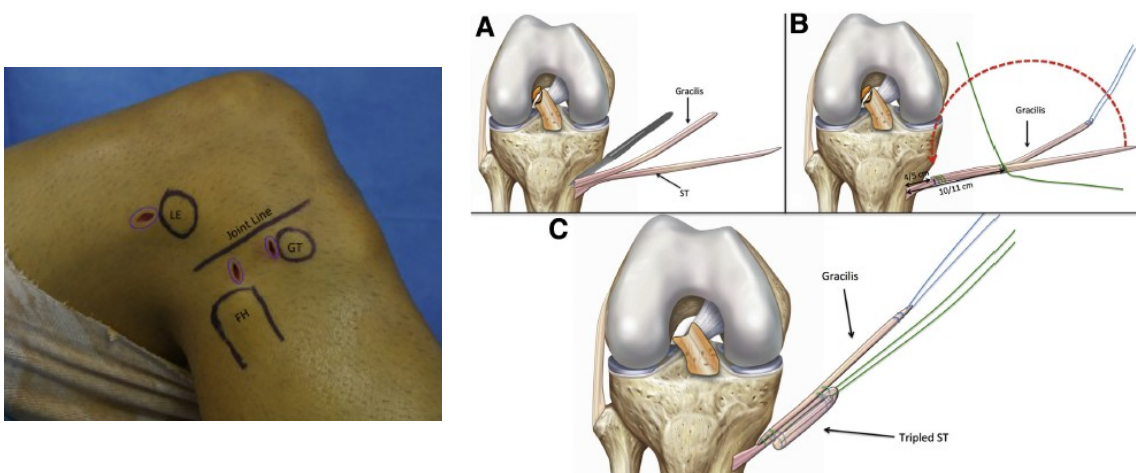 LE
Joint Line
GT
FH
A
Gracilis
ST
B
Gracilis
4/5 cm
10/11 cm
C
Gracilis
Tripled ST